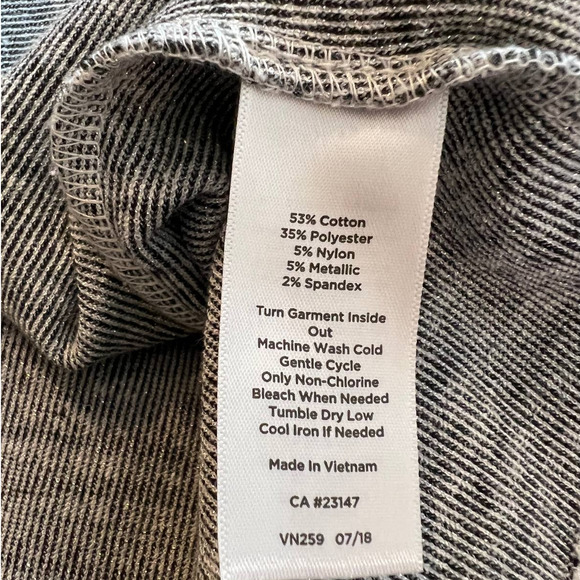 53% Cotton
35% Polyester
5% Nylon
5% Metallic
2% Spandex
Turn Garment Inside
Out
Machine Wash Cold
Gentle Cycle
Only Non-Chlorine
Bleach When Needed
Tumble Dry Low
Cool Iron If Needed
Made In Vietnam
CA #23147
VN259 07/18